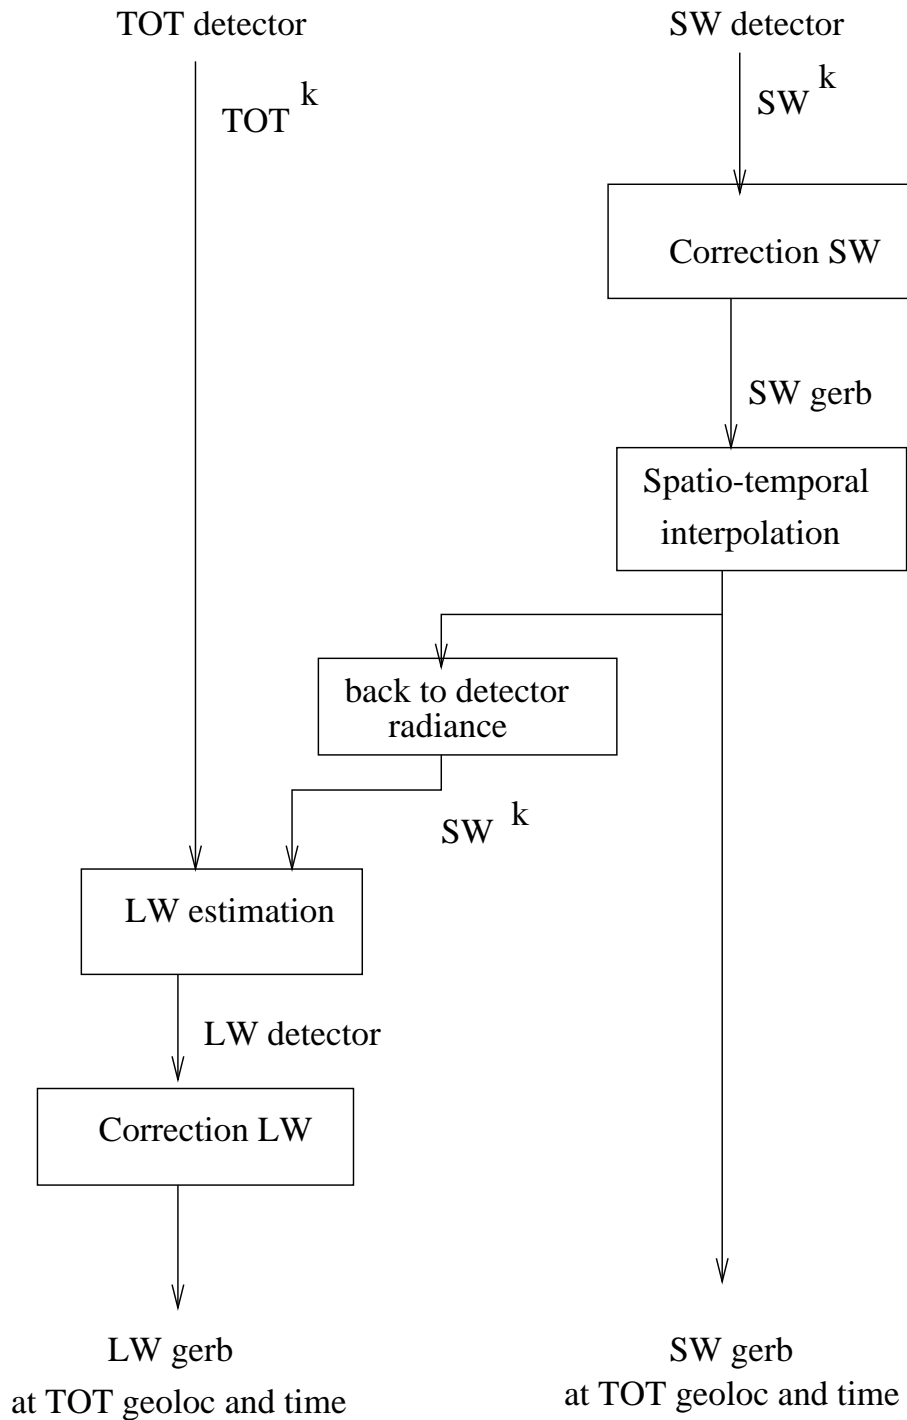 TOT detector
SW detector
TOT k
SW k
Correction SW
SW gerb
Spatio-temporal
interpolation
back to detector
radiance
SW k
LW estimation
LW detector
Correction LW
LW gerb
at TOT geoloc and time
SW gerb
at TOT geoloc and time